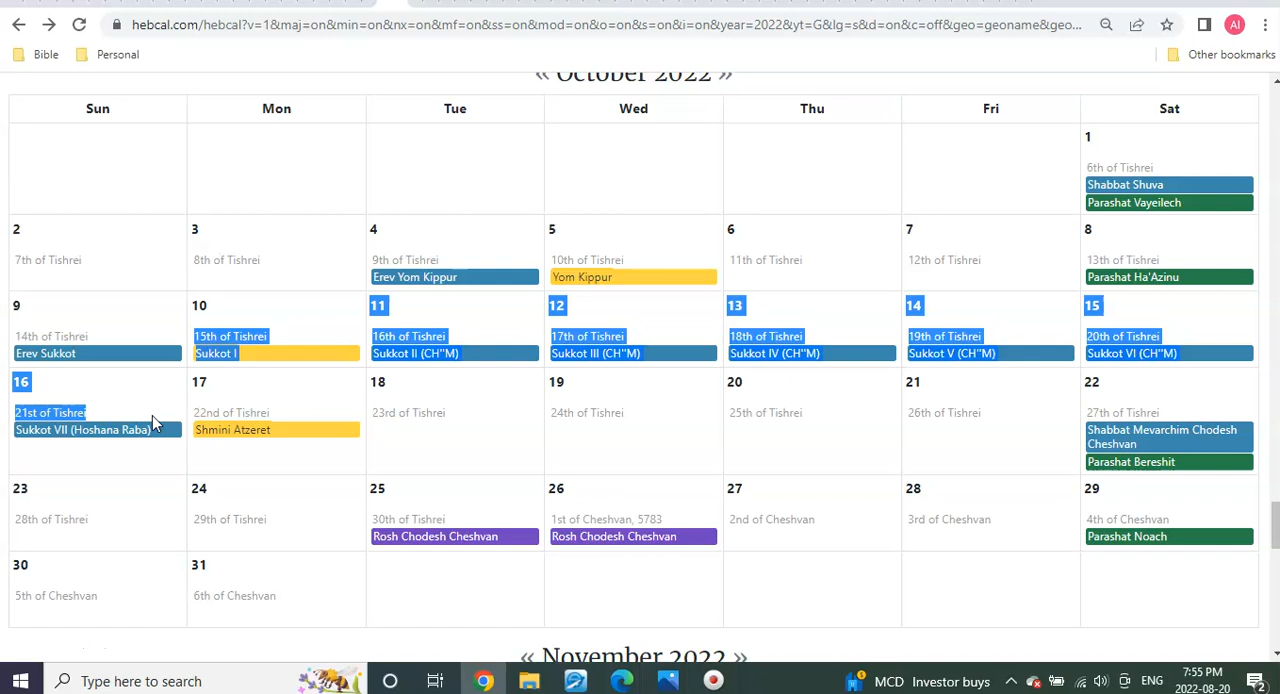 hebcal.com/hebcal?v=1&maj=on&min=on&nx=on&mf=on&ss=on&mod=on&o=on&s=on&i=on&year=2022&yt=G&lg=s&d=on&c=off&geo=geoname&geo...
AI
Bible
Personal
Other bookmarks
« October 2022 »
Sun
Mon
Tue
Wed
Thu
Fri
Sat
1
6th of Tishrei
Shabbat Shuva
Parashat Vayeilech
2
7th of Tishrei
3
8th of Tishrei
4
9th of Tishrei
Erev Yom Kippur
5
10th of Tishrei
Yom Kippur
6
11th of Tishrei
7
12th of Tishrei
8
13th of Tishrei
Parashat Ha'Azinu
9
14th of Tishrei
Erev Sukkot
10
15th of Tishrei
Sukkot I
11
16th of Tishrei
Sukkot II (CH"M)
12
17th of Tishrei
Sukkot III (CH"M)
13
18th of Tishrei
Sukkot IV (CH"M)
14
19th of Tishrei
Sukkot V (CH"M)
15
20th of Tishrei
Sukkot VI (CH"M)
16
21st of Tishrei
Sukkot VII (Hoshana Raba)
17
22nd of Tishrei
Shmini Atzeret
18
23rd of Tishrei
19
24th of Tishrei
20
25th of Tishrei
21
26th of Tishrei
22
27th of Tishrei
Shabbat Mevarchim Chodesh
Cheshvan
Parashat Bereshit
23
28th of Tishrei
24
29th of Tishrei
25
30th of Tishrei
Rosh Chodesh Cheshvan
26
1st of Cheshvan, 5783
Rosh Chodesh Cheshvan
27
2nd of Cheshvan
28
3rd of Cheshvan
29
4th of Cheshvan
Parashat Noach
30
5th of Cheshvan
31
6th of Cheshvan
« November 2022 »
Type here to search
MCD Investor buys
ENG
7:55 PM
2022-08-20
2